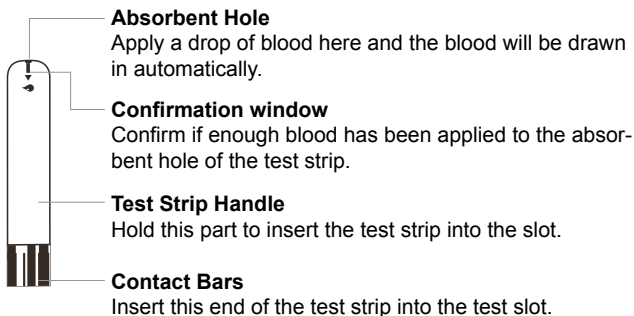 Absorbent Hole
Apply a drop of blood here and the blood will be drawn
in automatically.
Confirmation window
Confirm if enough blood has been applied to the absor-
bent hole of the test strip.
Test Strip Handle
Hold this part to insert the test strip into the slot.
Contact Bars
Insert this end of the test strip into the test slot.